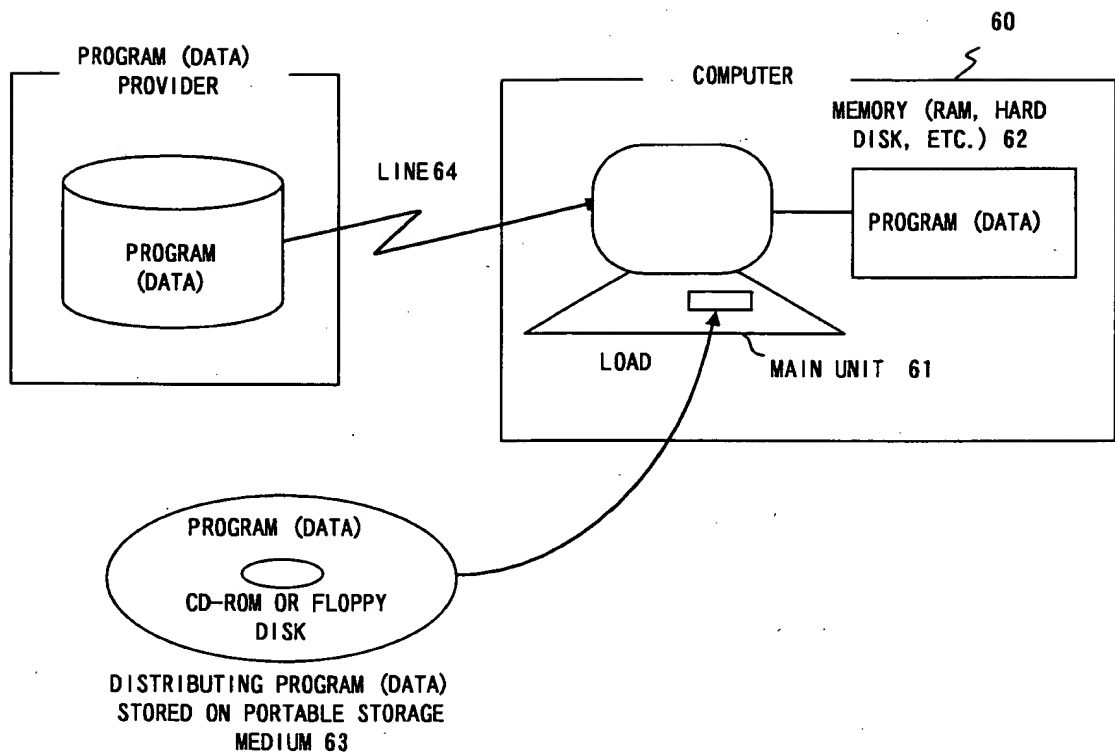 60
PROGRAM (DATA)
PROVIDER
COMPUTER
MEMORY (RAM, HARD
DISK, ETC.) 62
LINE 64
PROGRAM
(DATA)
PROGRAM (DATA)
LOAD
MAIN UNIT 61
PROGRAM (DATA)
CD-ROM OR FLOPPY
DISK
DISTRIBUTING PROGRAM (DATA)
STORED ON PORTABLE STORAGE
MEDIUM 63